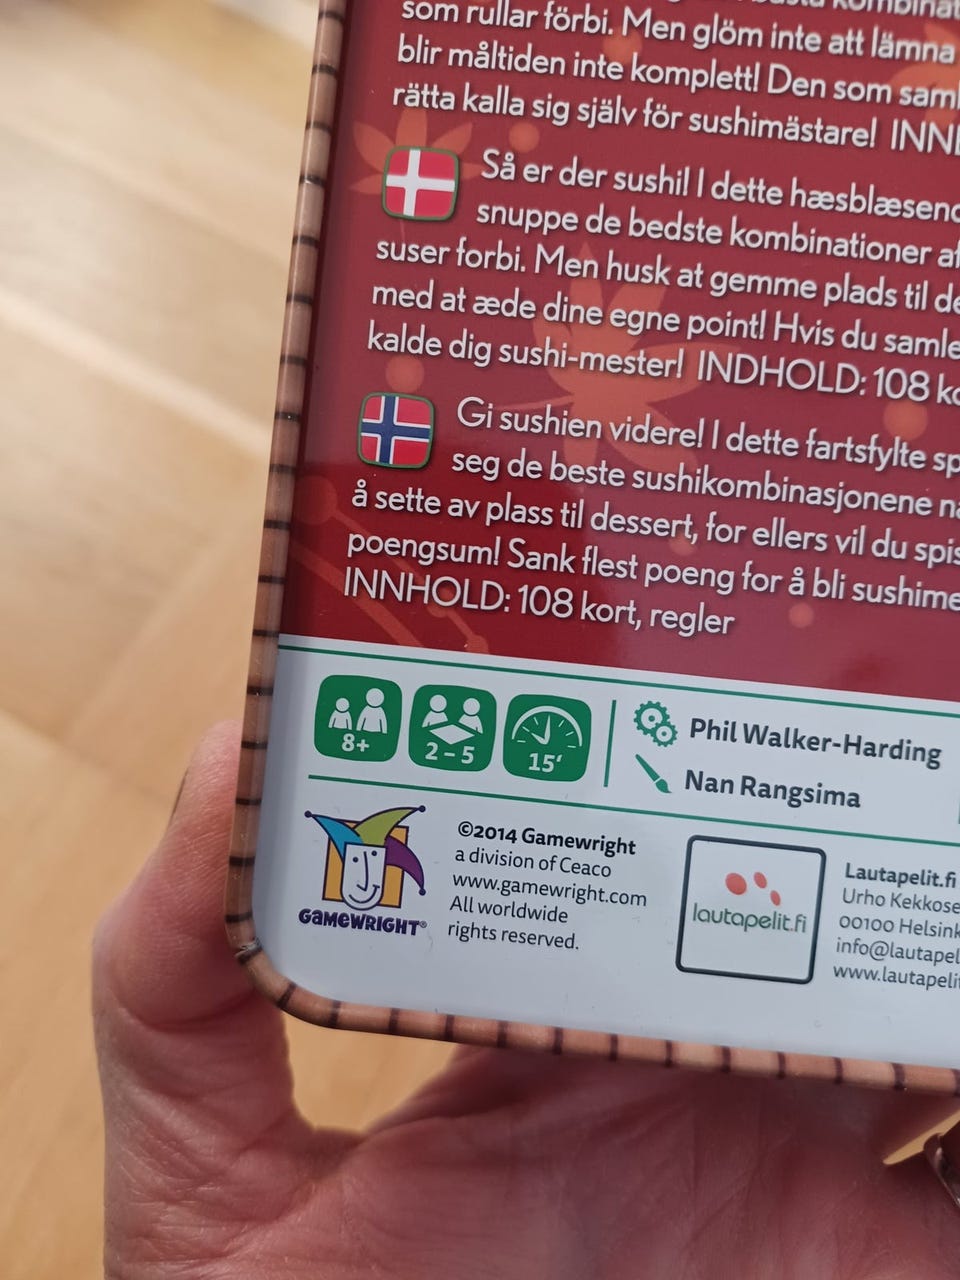 som rullar förbi. Men glöm inte att lämna
blir måltiden inte komplett! Den som saml
rätta kalla sig själv för sushimästare! INNE
Så er der sushi! I dette hæsblæsend
snuppe de bedste kombinationer af
suser forbi. Men husk at gemme plads til de
med at æde dine egne point! Hvis du samle
kalde dig sushi-mester! INDHOLD: 108 ko
Gi sushien videre! I dette fartsfylte sp
seg de beste sushikombinasjonene nå
å sette av plass til dessert, for ellers vil du spis
poengsum! Sank flest poeng for å bli sushime
INNHOLD: 108 kort, regler
8+
2-5
15'
Phil Walker-Harding
Nan Rangsima
GAMEWRIGHT®
©2014 Gamewright
a division of Ceaco
www.gamewright.com
All worldwide
rights reserved.
lautapelit.fi
Lautapelit.fi
Urho Kekkose
00100 Helsink
info@lautapel
www.lautapelit